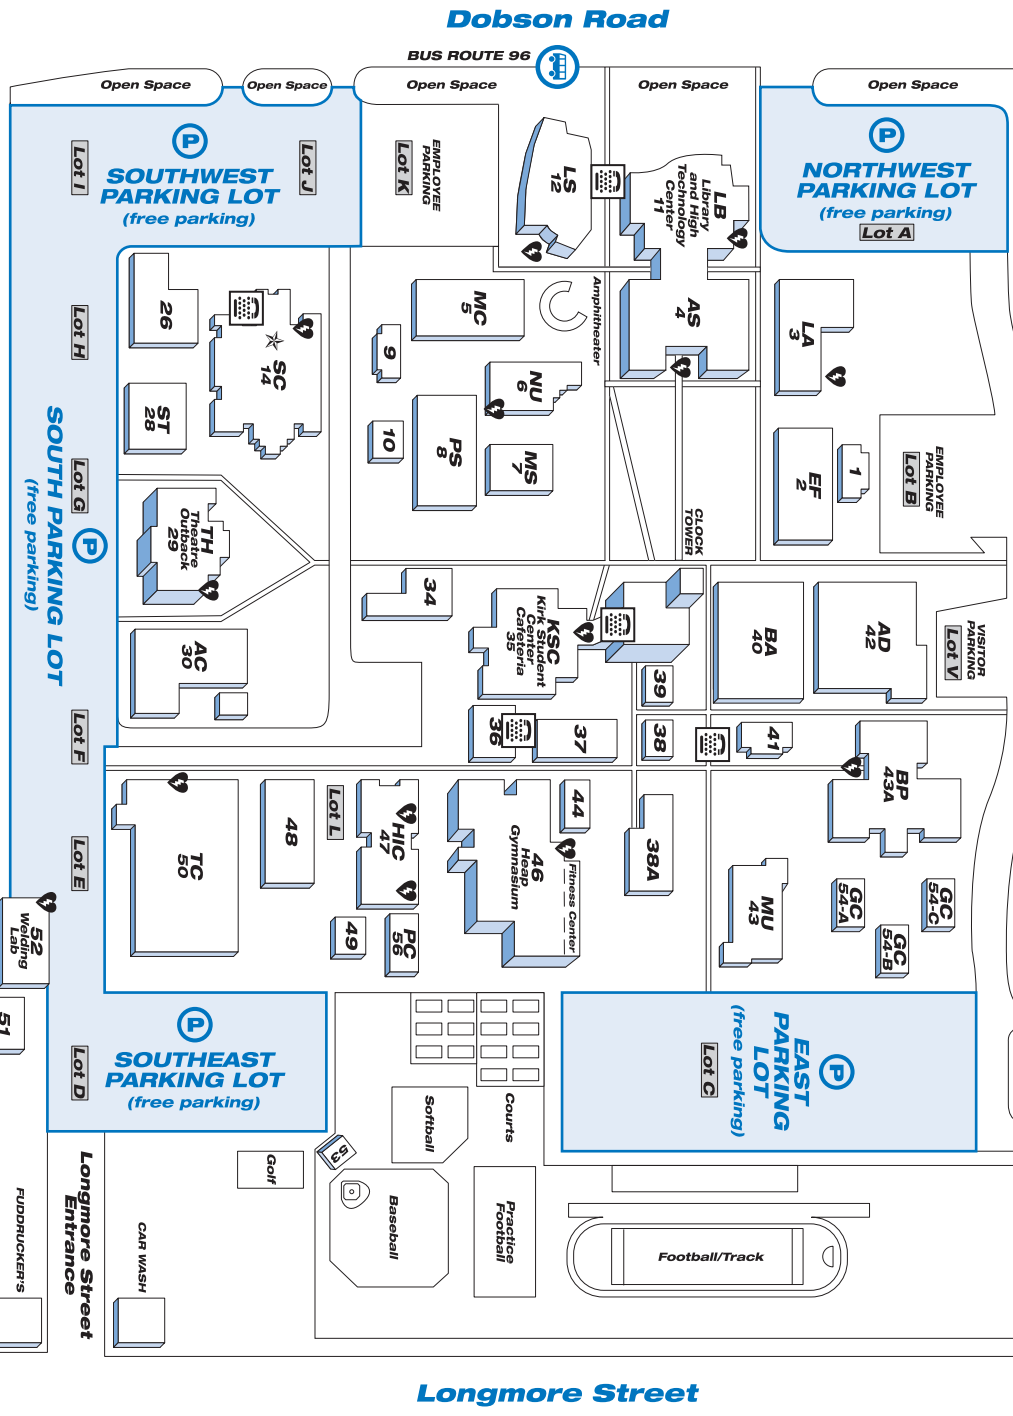 Dobson Road
BUS ROUTE 96
Open Space
Open Space
Open Space
Open Space
Open Space
Lot I
P
SOUTHWEST
PARKING LOT
(free parking)
Lot J
Lot K
EMPLOYEE
PARKING
LS
12
LB
Library
and High
Technology
Center
11
P
NORTHWEST
PARKING LOT
(free parking)
Lot A
Lot H
26
SC
14
MC
5
9
Amphitheater
AS
4
LA
3
NU
6
ST
28
10
PS
8
MS
7
EF
2
1
Lot B
EMPLOYEE
PARKING
SOUTH PARKING LOT
(free parking)
Lot G
P
TH
Theatre
Outback
29
CLOCK
TOWER
34
KSC
Kirk Student
Center
Cafeteria
35
AC
30
BA
40
AD
42
VISITOR
PARKING
Lot V
39
Lot F
36
37
38
41
BP
43A
TC
50
48
Lot L
HIC
47
46
Heap
Gymnasium
44
Fitness Center
38A
Lot E
MU
43
GC
54-A
GC
54-C
GC
54-B
52
Welding
Lab
49
PC
56
51
P
SOUTHEAST
PARKING LOT
(free parking)
Lot D
EAST
PARKING
LOT
(free parking)
P
Lot C
Softball
Courts
53
Golf
Baseball
Practice
Football
Football/Track
Longmore Street
Entrance
FUDDRUCKER'S
CAR WASH
Longmore Street